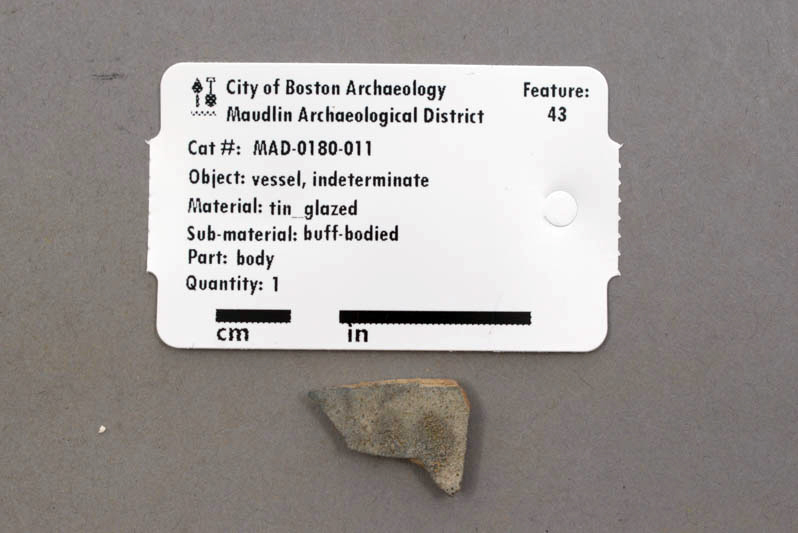 City of Boston Archaeology
Maudlin Archaeological District
Feature:
43
Cat #: MAD-0180-011
Object: vessel, indeterminate
Material: tin_glazed
Sub-material: buff-bodied
Part: body
Quantity: 1
cm in